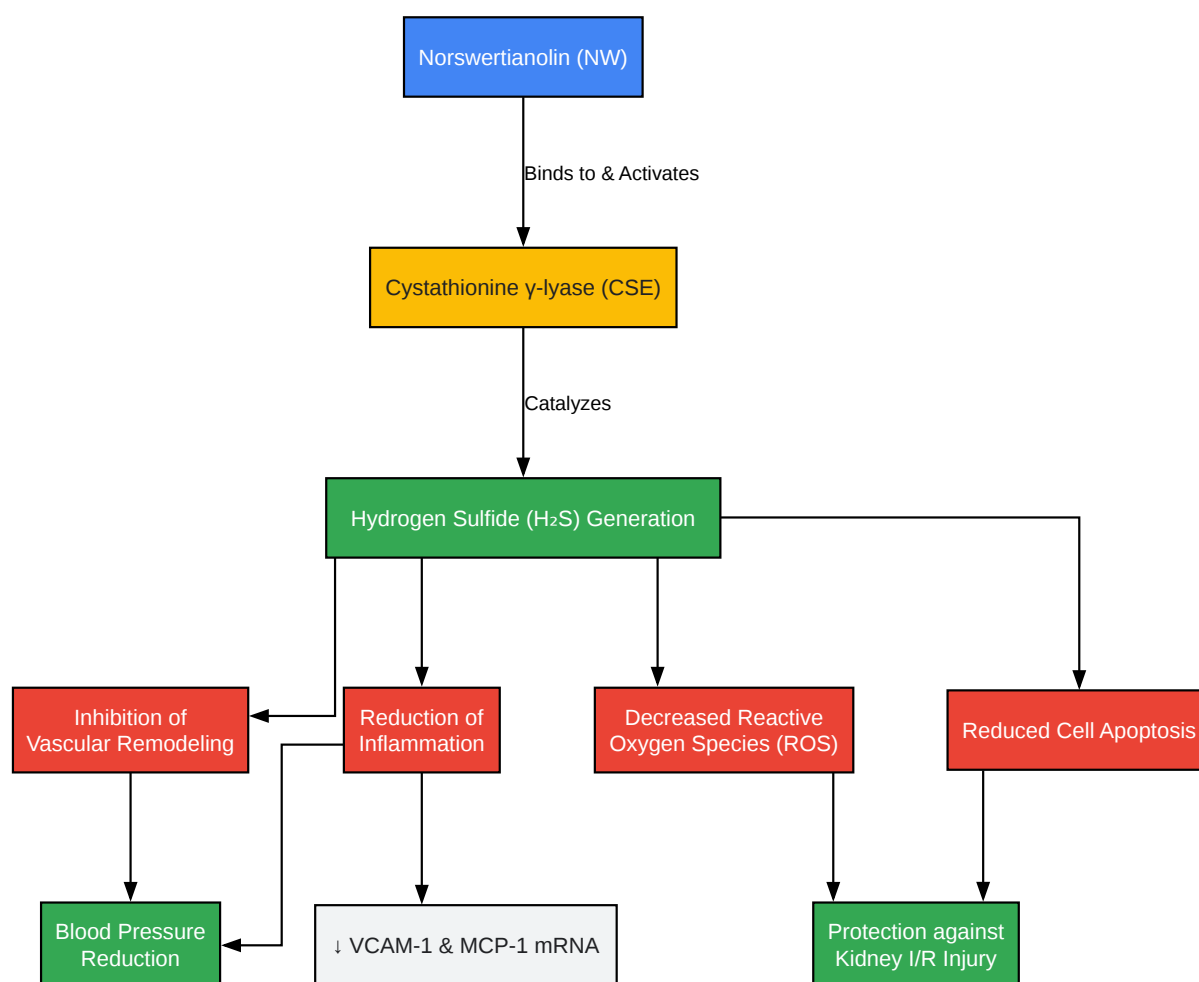 Norswertianolin (NW)
Binds to & Activates
Cystathionine γ-lyase (CSE)
Catalyzes
Hydrogen Sulfide (H₂S) Generation
Inhibition of
Vascular Remodeling
Reduction of
Inflammation
Decreased Reactive
Oxygen Species (ROS)
Reduced Cell Apoptosis
Blood Pressure
Reduction
↓ VCAM-1 & MCP-1 mRNA
Protection against
Kidney I/R Injury